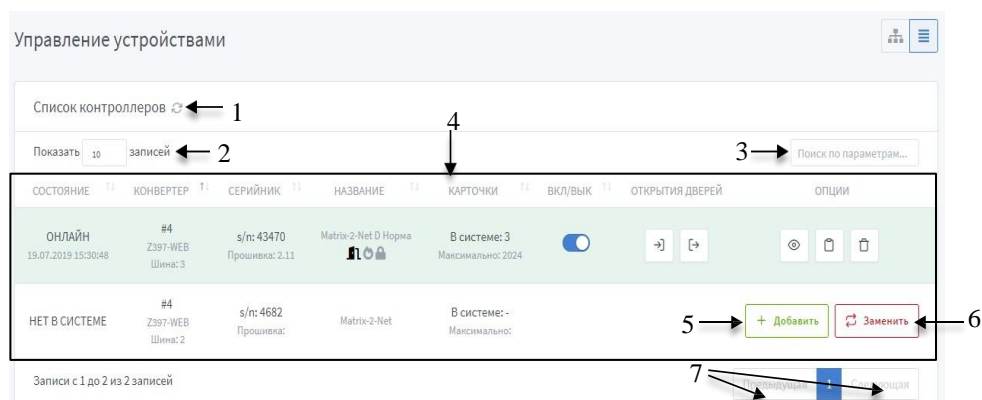 Управление устройствами
Список контроллеров 1
4
Показать 10 записей 2 3 Поиск по параметрам...
СОСТОЯНИЕ КОНВЕРТЕР СЕРИЙНИК НАЗВАНИЕ КАРТОЧКИ ВКЛ/ВЫК ОТКРЫТИЯ ДВЕРЕЙ ОПЦИИ
ОНЛАЙН
19.07.2019 15:30:48
#4
Z397-WEB
Шина: 3
s/n: 43470
Прошивка: 2.11
Matrix-2-Net D Норма
В системе: 3
Максимально: 2024
НЕТ В СИСТЕМЕ
#4
Z397-WEB
Шина: 2
s/n: 4682
Прошивка:
Matrix-2-Net
В системе: -
Максимально:
5 + Добавить Заменить 6
Записи с 1 до 2 из 2 записей 7 Предыдущая 1 Следующая